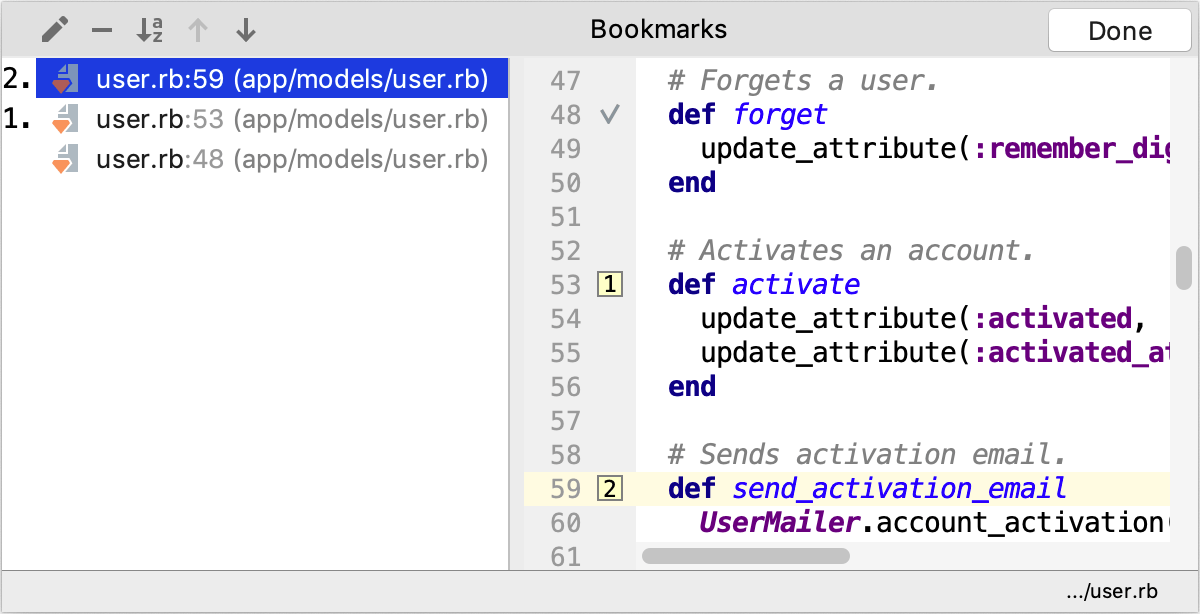 Bookmarks
Done
2. user.rb:59 (app/models/user.rb)
1. user.rb:53 (app/models/user.rb)
user.rb:48 (app/models/user.rb)
47 # Forgets a user.
48 def forget
49 update_attribute(:remember_dig
50 end
51
52 # Activates an account.
53 1 def activate
54 update_attribute(:activated,
55 update_attribute(:activated_at
56 end
57
58 # Sends activation email.
59 2 def send_activation_email
60 UserMailer.account_activation(
61
.../user.rb